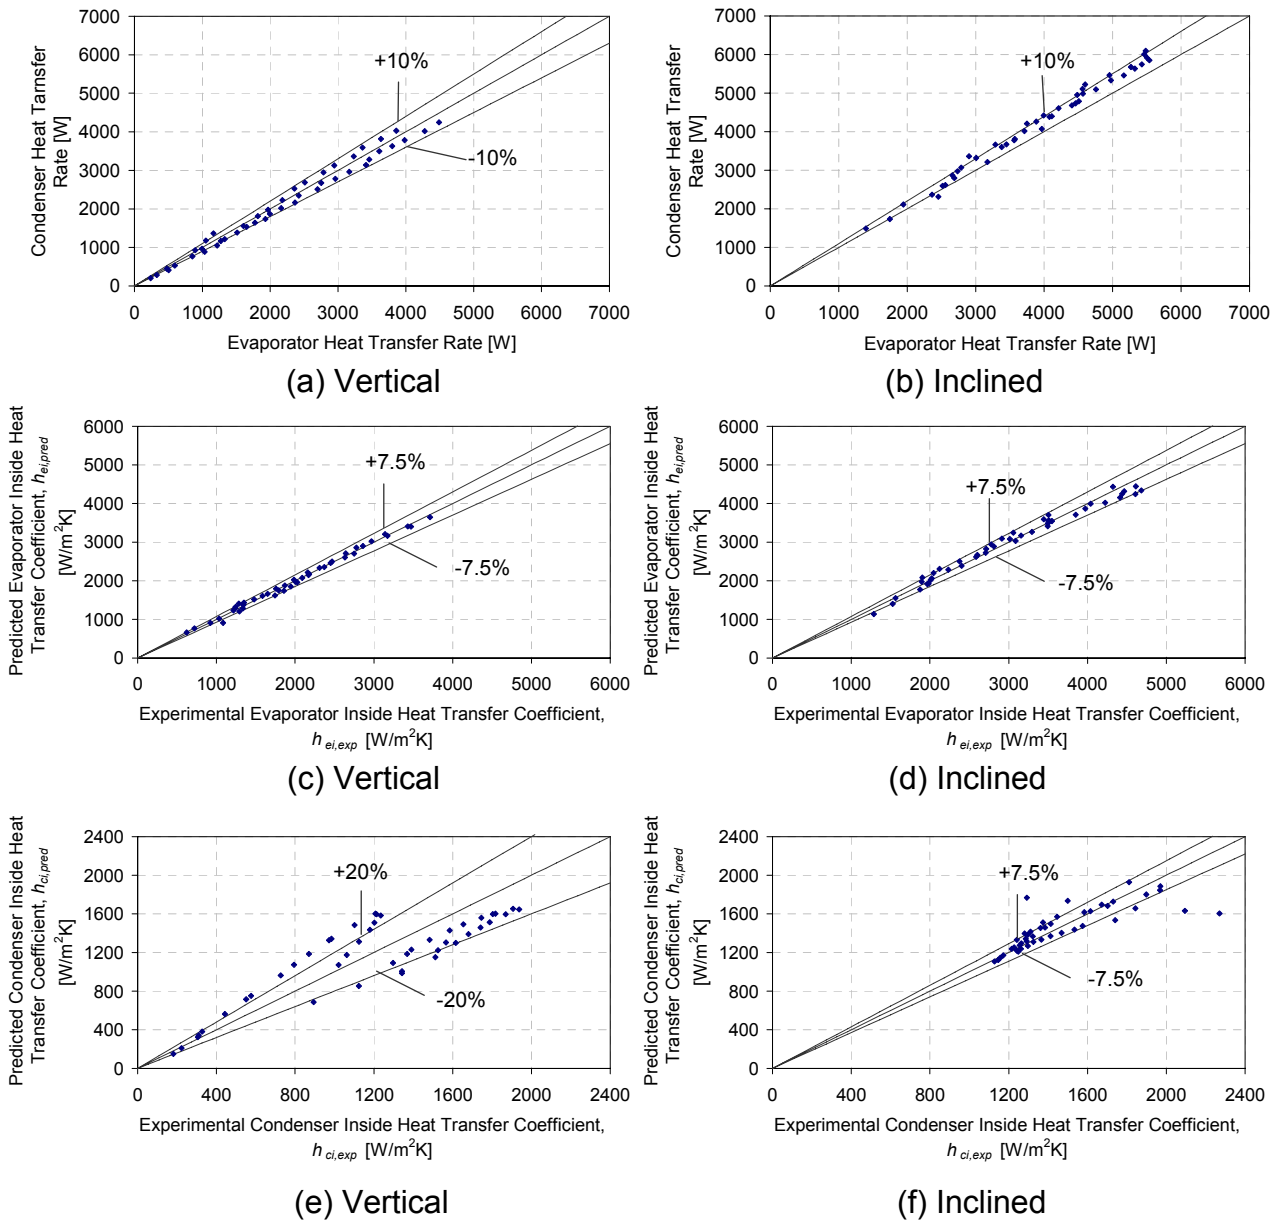 Condenser Heat Tarnsfer
Rate [W]
7000
6000
5000
4000
3000
2000
1000
0
+10%
-10%
0 1000 2000 3000 4000 5000 6000 7000
Evaporator Heat Transfer Rate [W]
(a) Vertical
Condenser Heat Transfer
Rate [W]
7000
6000
5000
4000
3000
2000
1000
0
+10%
0 1000 2000 3000 4000 5000 6000 7000
Evaporator Heat Transfer Rate [W]
(b) Inclined
Predicted Evaporator Inside Heat
Transfer Coefficient, h ei,pred
[W/m²K]
6000
5000
4000
3000
2000
1000
0
+7.5%
-7.5%
0 1000 2000 3000 4000 5000 6000
Experimental Evaporator Inside Heat Transfer Coefficient,
h ei,exp [W/m²K]
(c) Vertical
Predicted Evaporator Inside Heat
Transfer Coefficient, h ei,pred
[W/m²K]
6000
5000
4000
3000
2000
1000
0
+7.5%
-7.5%
0 1000 2000 3000 4000 5000 6000
Experimental Evaporator Inside Heat Transfer Coefficient,
h ei,exp [W/m²K]
(d) Inclined
Predicted Condenser Inside Heat
Transfer Coefficient, h ci,pred
[W/m²K]
2400
2000
1600
1200
800
400
0
+20%
-20%
0 400 800 1200 1600 2000 2400
Experimental Condenser Inside Heat Transfer Coefficient,
h ci,exp [W/m²K]
(e) Vertical
Predicted Condenser Inside Heat
Transfer Coefficient, h ci,pred
[W/m²K]
2400
2000
1600
1200
800
400
0
+7.5%
-7.5%
0 400 800 1200 1600 2000 2400
Experimental Condenser Inside Heat Transfer Coefficient,
h ci,exp [W/m²K]
(f) Inclined